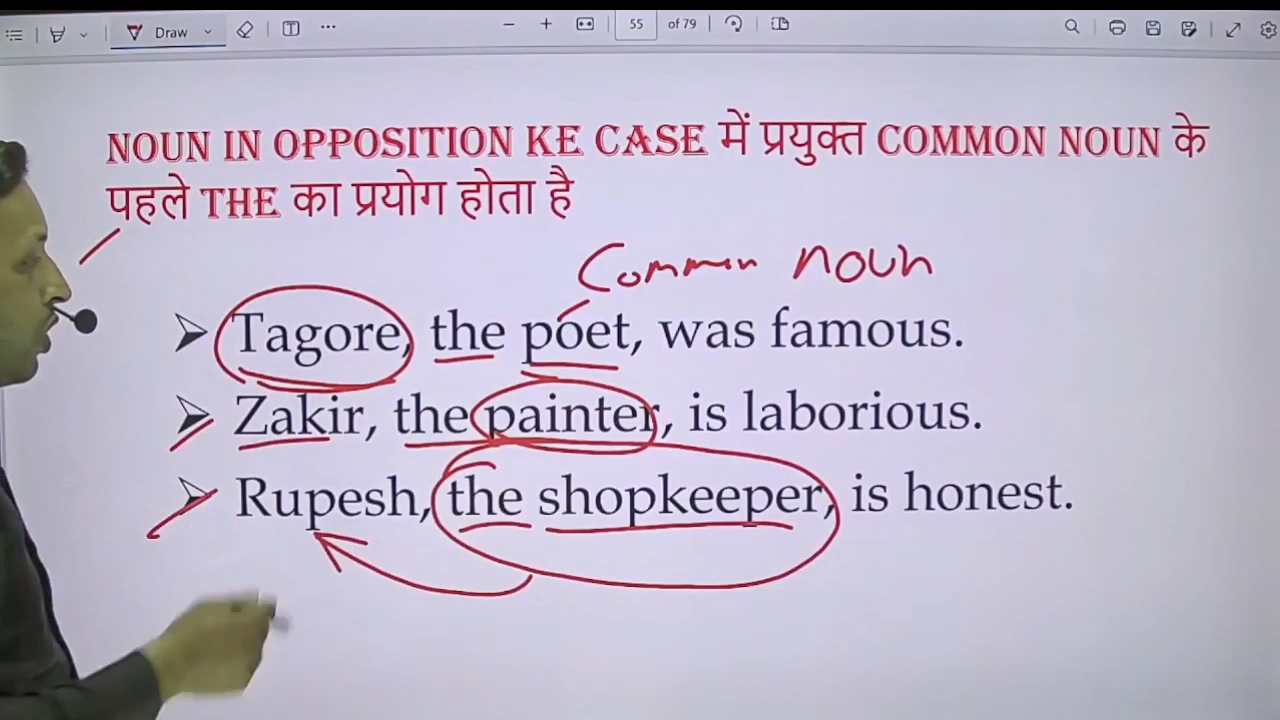 Draw
55 of 79
NOUN IN OPPOSITION KE CASE में प्रयुक्त COMMON NOUN के
पहले THE का प्रयोग होता है
Common noun
Tagore, the poet, was famous.
Zakir, the painter, is laborious.
Rupesh, the shopkeeper, is honest.